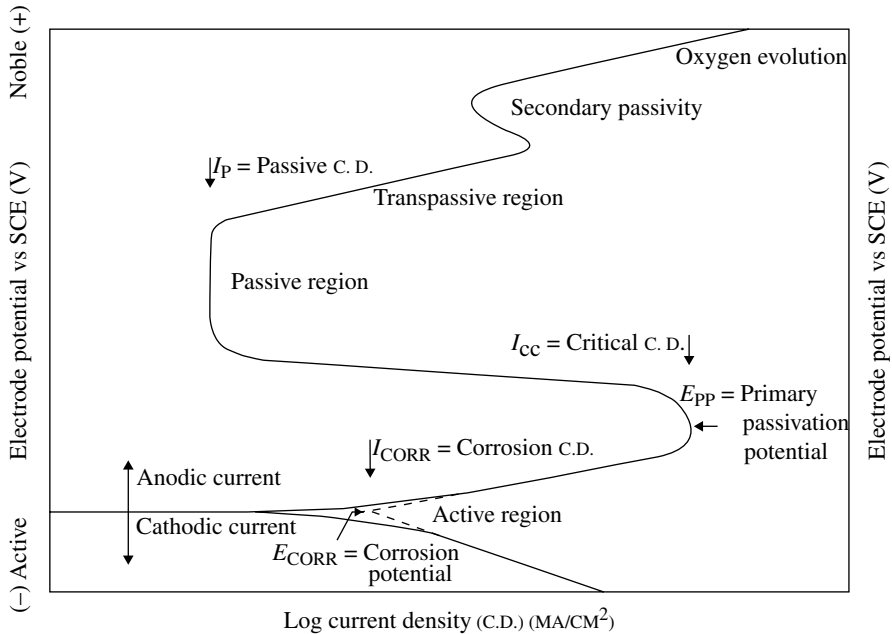 Noble (+)
Electrode potential vs SCE (V)
(−) Active
Oxygen evolution
Secondary passivity
I_P = Passive C. D.
Transpassive region
Passive region
I_CC = Critical C. D.
E_PP = Primary
passivation
potential
I_CORR = Corrosion C.D.
Anodic current
Cathodic current
Active region
E_CORR = Corrosion
potential
Log current density (C.D.) (MA/CM²)
Electrode potential vs SCE (V)